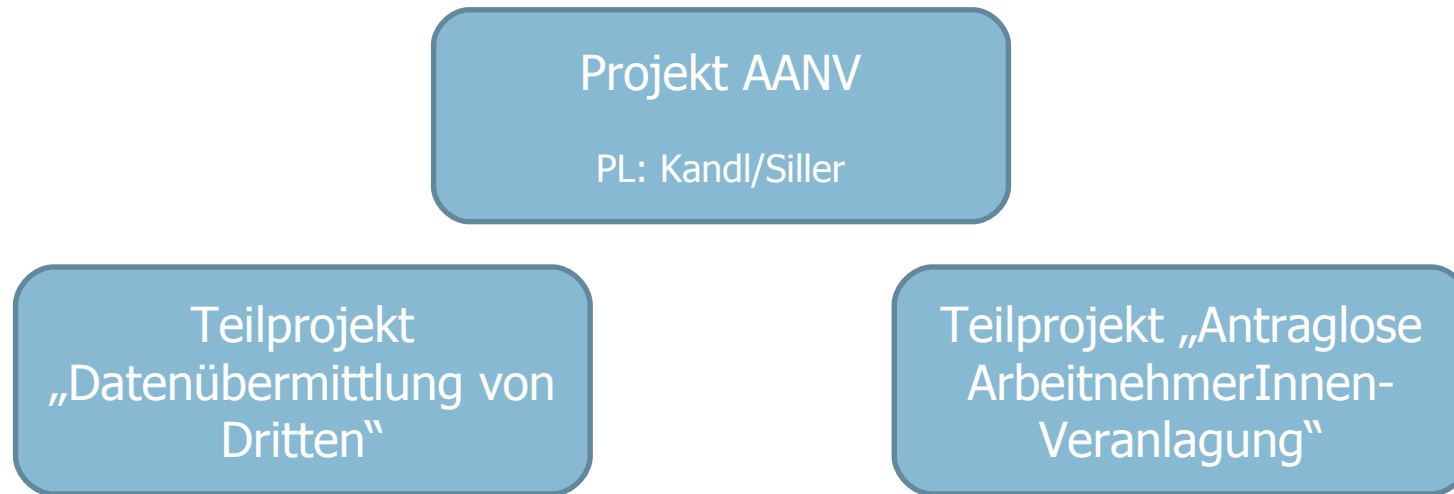 Projekt AANV
PL: Kandl/Siller
Teilprojekt
„Datenübermittlung von
Dritten“
Teilprojekt „Antraglose
ArbeitnehmerInnen-
Veranlagung“